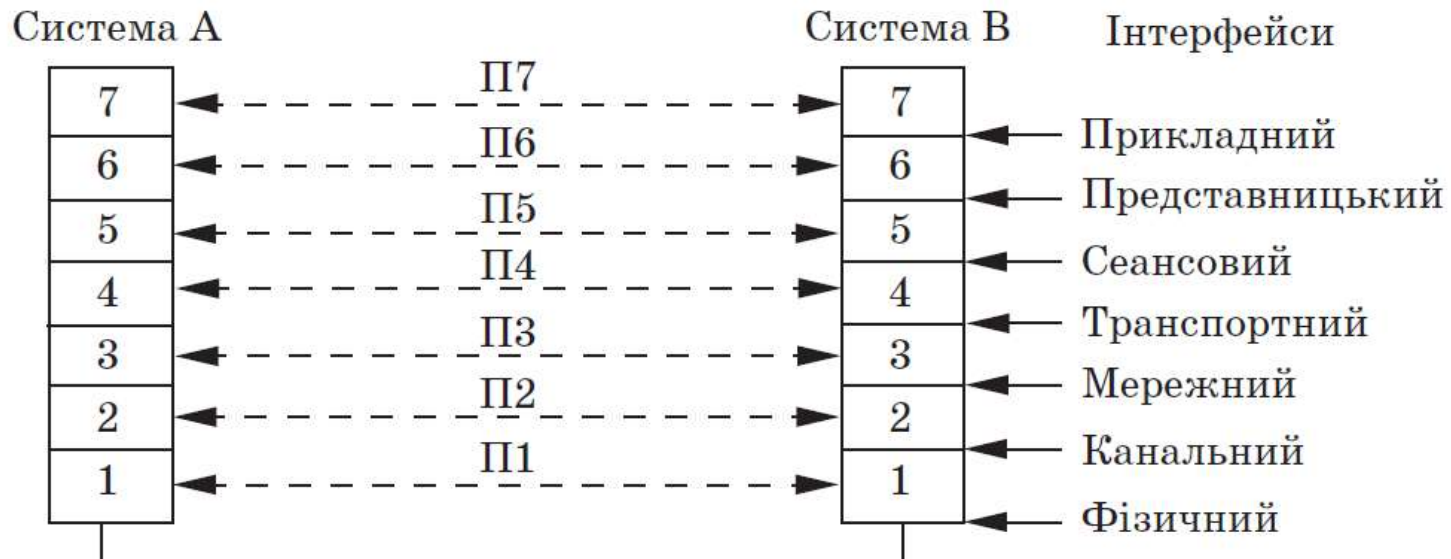 Система А Система В Інтерфейси
7 П7 7
Прикладний
6 П6 6
Представницький
5 П5 5
Сеансовий
4 П4 4
Транспортний
3 П3 3
Мережний
2 П2 2
Канальний
1 П1 1
Фізичний